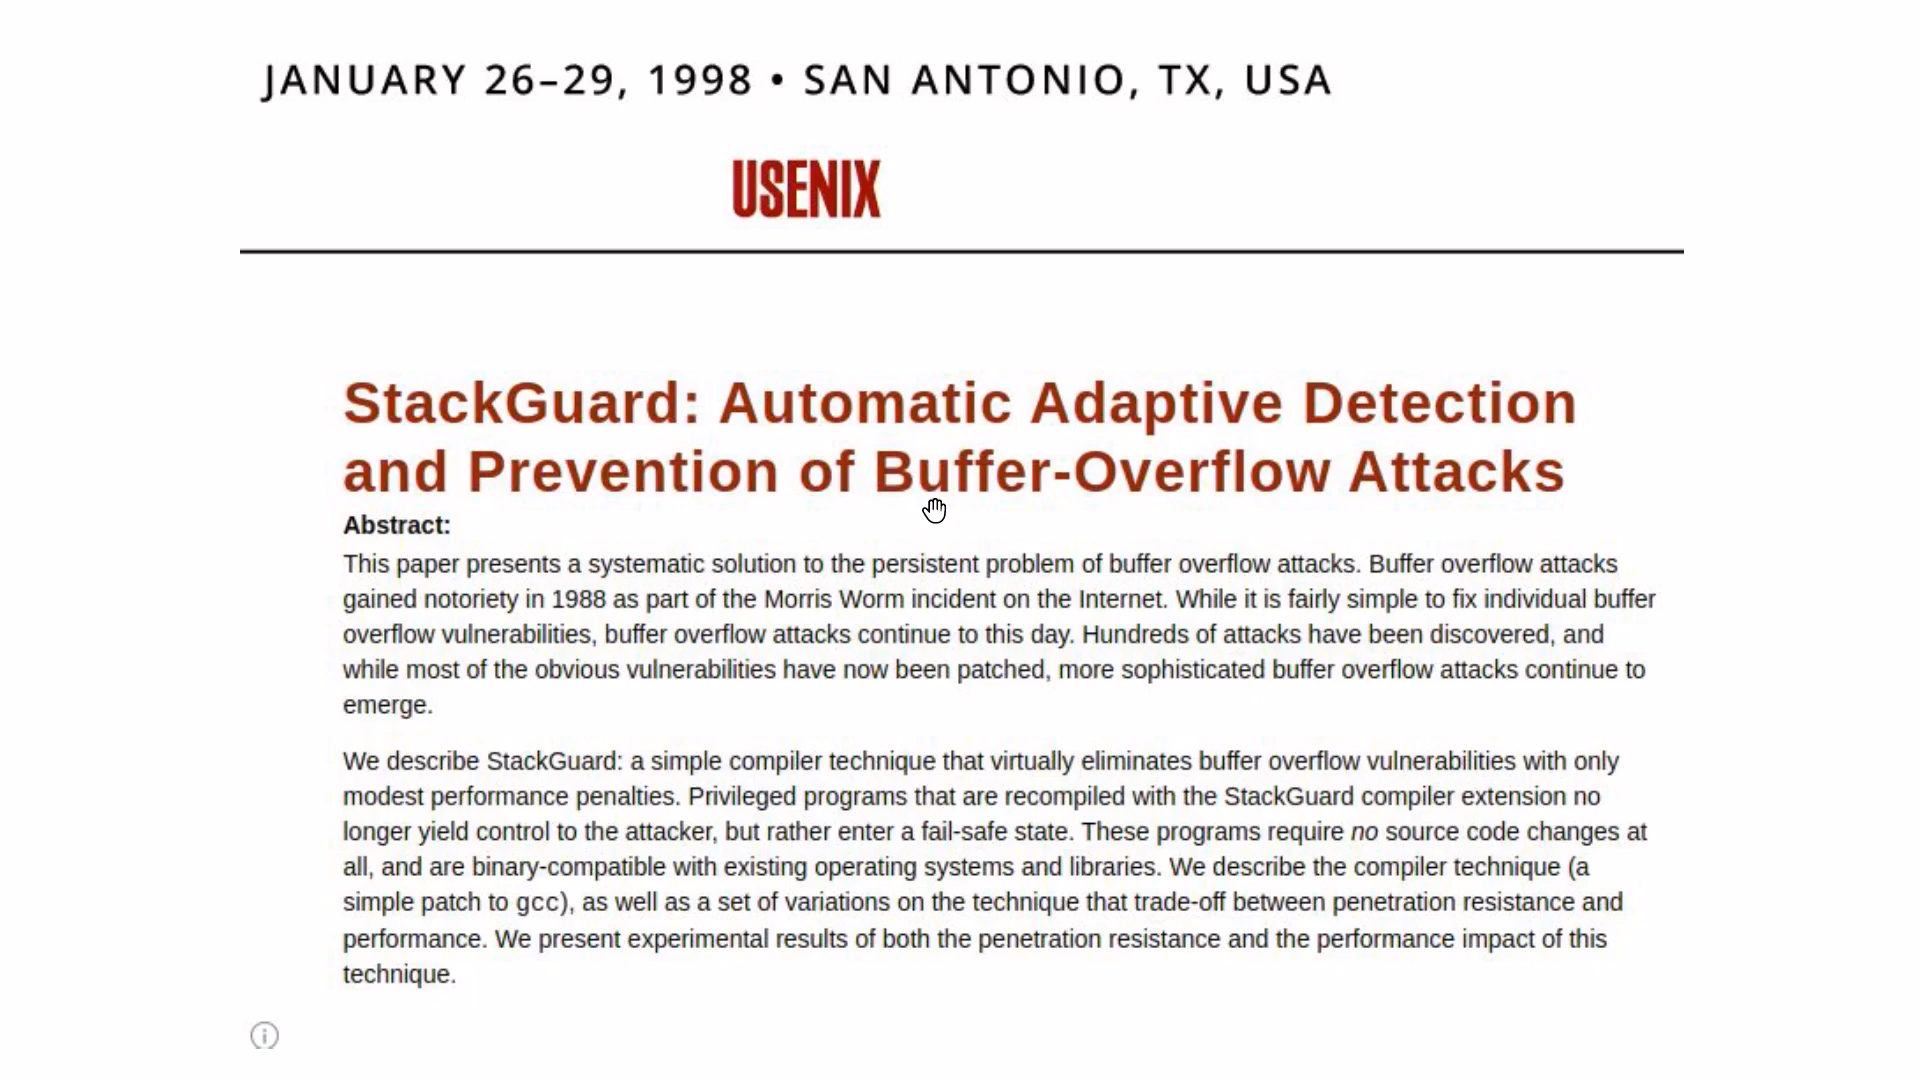 JANUARY 26–29, 1998 • SAN ANTONIO, TX, USA
USENIX
StackGuard: Automatic Adaptive Detection
and Prevention of Buffer-Overflow Attacks
Abstract:
This paper presents a systematic solution to the persistent problem of buffer overflow attacks. Buffer overflow attacks
gained notoriety in 1988 as part of the Morris Worm incident on the Internet. While it is fairly simple to fix individual buffer
overflow vulnerabilities, buffer overflow attacks continue to this day. Hundreds of attacks have been discovered, and
while most of the obvious vulnerabilities have now been patched, more sophisticated buffer overflow attacks continue to
emerge.
We describe StackGuard: a simple compiler technique that virtually eliminates buffer overflow vulnerabilities with only
modest performance penalties. Privileged programs that are recompiled with the StackGuard compiler extension no
longer yield control to the attacker, but rather enter a fail-safe state. These programs require no source code changes at
all, and are binary-compatible with existing operating systems and libraries. We describe the compiler technique (a
simple patch to gcc), as well as a set of variations on the technique that trade-off between penetration resistance and
performance. We present experimental results of both the penetration resistance and the performance impact of this
technique.